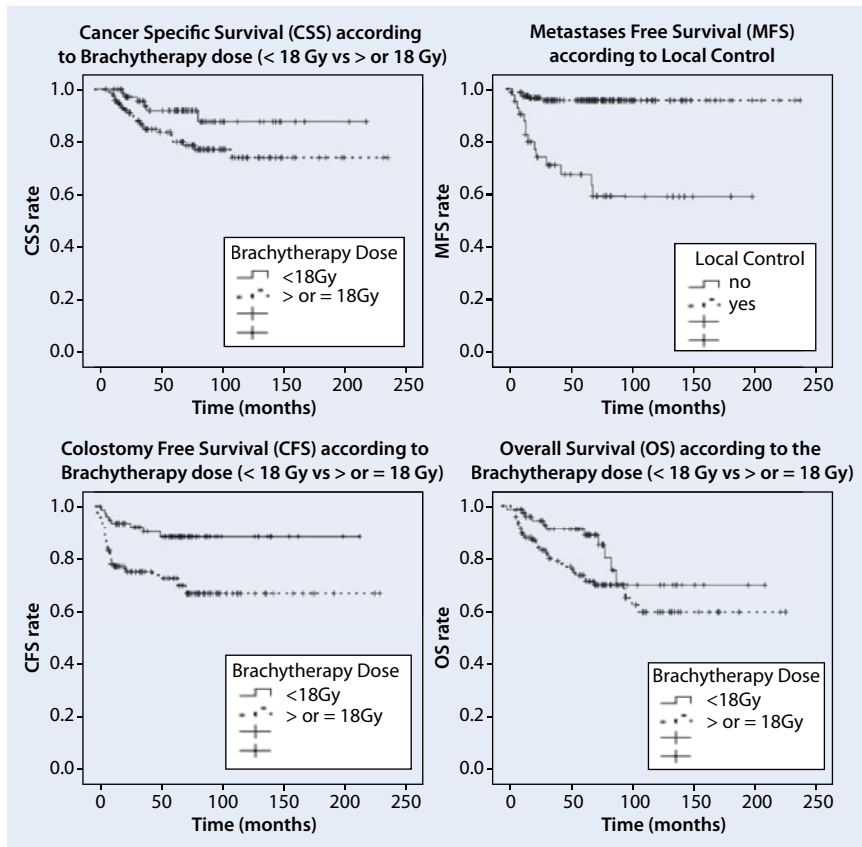 Cancer Specific Survival (CSS) according
to Brachytherapy dose (< 18 Gy vs > or 18 Gy)
CSS rate
1.0
0.8
0.6
0.4
0.2
0.0
Brachytherapy Dose
<18Gy
> or = 18Gy
0 50 100 150 200 250
Time (months)
Metastases Free Survival (MFS)
according to Local Control
MFS rate
1.0
0.8
0.6
0.4
0.2
0.0
Local Control
no
yes
0 50 100 150 200 250
Time (months)
Colostomy Free Survival (CFS) according to
Brachytherapy dose (< 18 Gy vs > or = 18 Gy)
CFS rate
1.0
0.8
0.6
0.4
0.2
0.0
Brachytherapy Dose
<18Gy
> or = 18Gy
0 50 100 150 200 250
Time (months)
Overall Survival (OS) according to the
Brachytherapy dose (< 18 Gy vs > or = 18 Gy)
OS rate
1.0
0.8
0.6
0.4
0.2
0.0
Brachytherapy Dose
<18Gy
> or = 18Gy
0 50 100 150 200 250
Time (months)